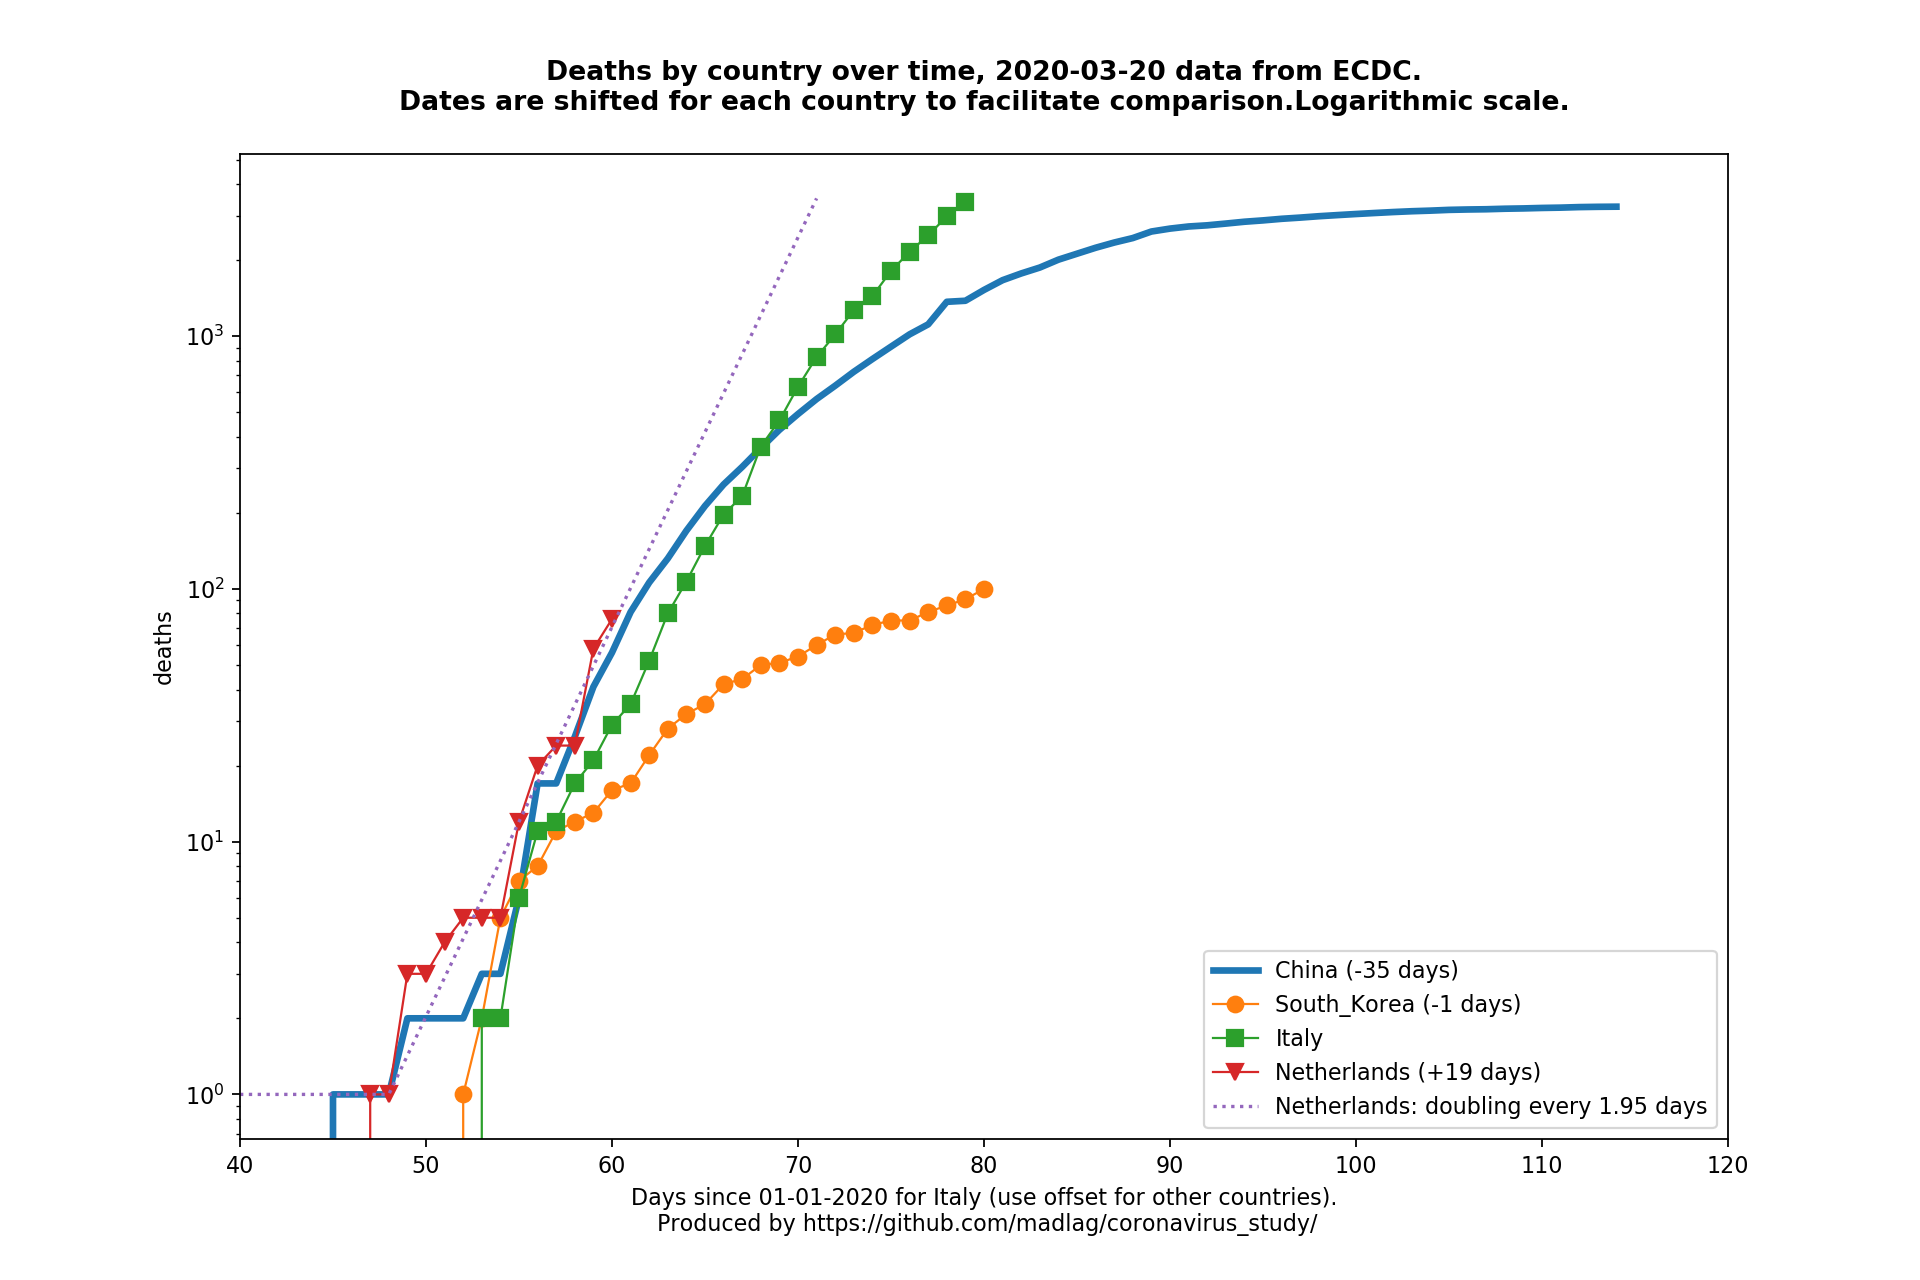 Deaths by country over time, 2020-03-20 data from ECDC.
Dates are shifted for each country to facilitate comparison.Logarithmic scale.
deaths
10³
10²
10¹
10⁰
40 50 60 70 80 90 100 110 120
Days since 01-01-2020 for Italy (use offset for other countries).
Produced by https://github.com/madlag/coronavirus_study/
China (-35 days)
South_Korea (-1 days)
Italy
Netherlands (+19 days)
Netherlands: doubling every 1.95 days